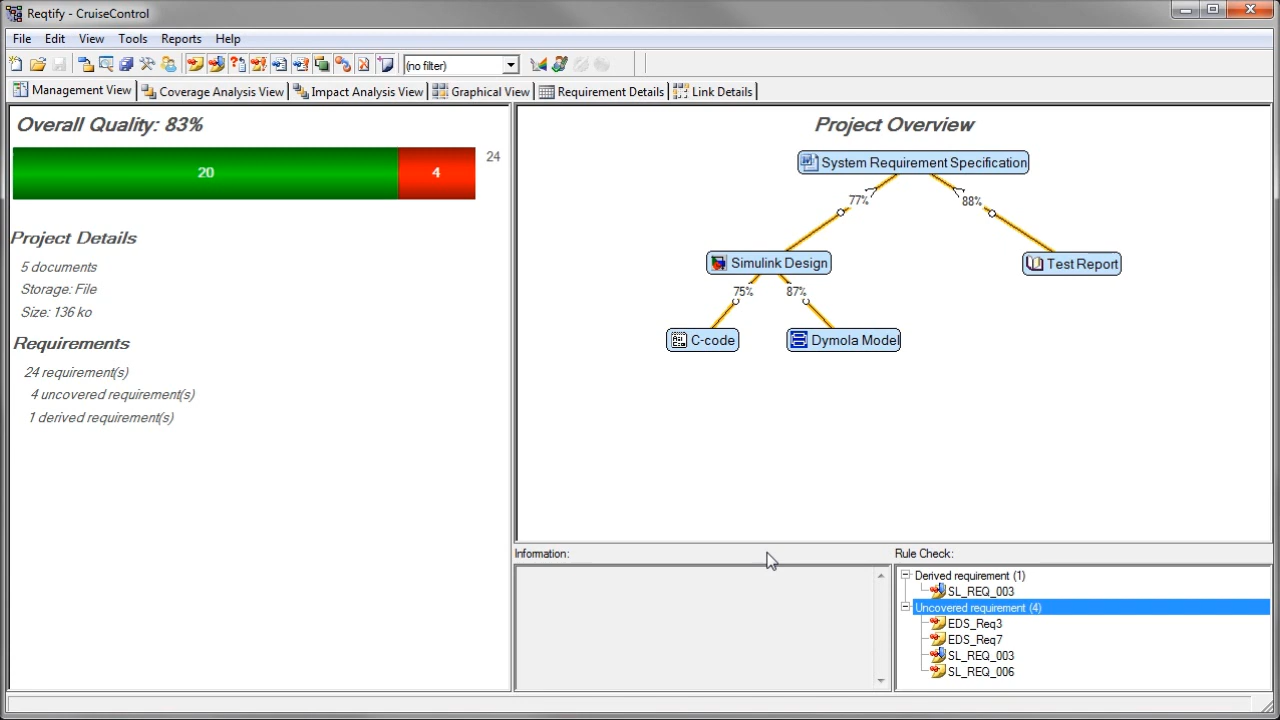 Reqtify - CruiseControl
File Edit View Tools Reports Help
(no filter)
Management View Coverage Analysis View Impact Analysis View Graphical View Requirement Details Link Details
Overall Quality: 83%
20 4 24
Project Details
5 documents
Storage: File
Size: 136 ko
Requirements
24 requirement(s)
4 uncovered requirement(s)
1 derived requirement(s)
Project Overview
System Requirement Specification
77% 88%
Simulink Design Test Report
75% 87%
C-code Dymola Model
Information:
Rule Check:
Derived requirement (1)
SL_REQ_003
Uncovered requirement (4)
EDS_Req3
EDS_Req7
SL_REQ_003
SL_REQ_006